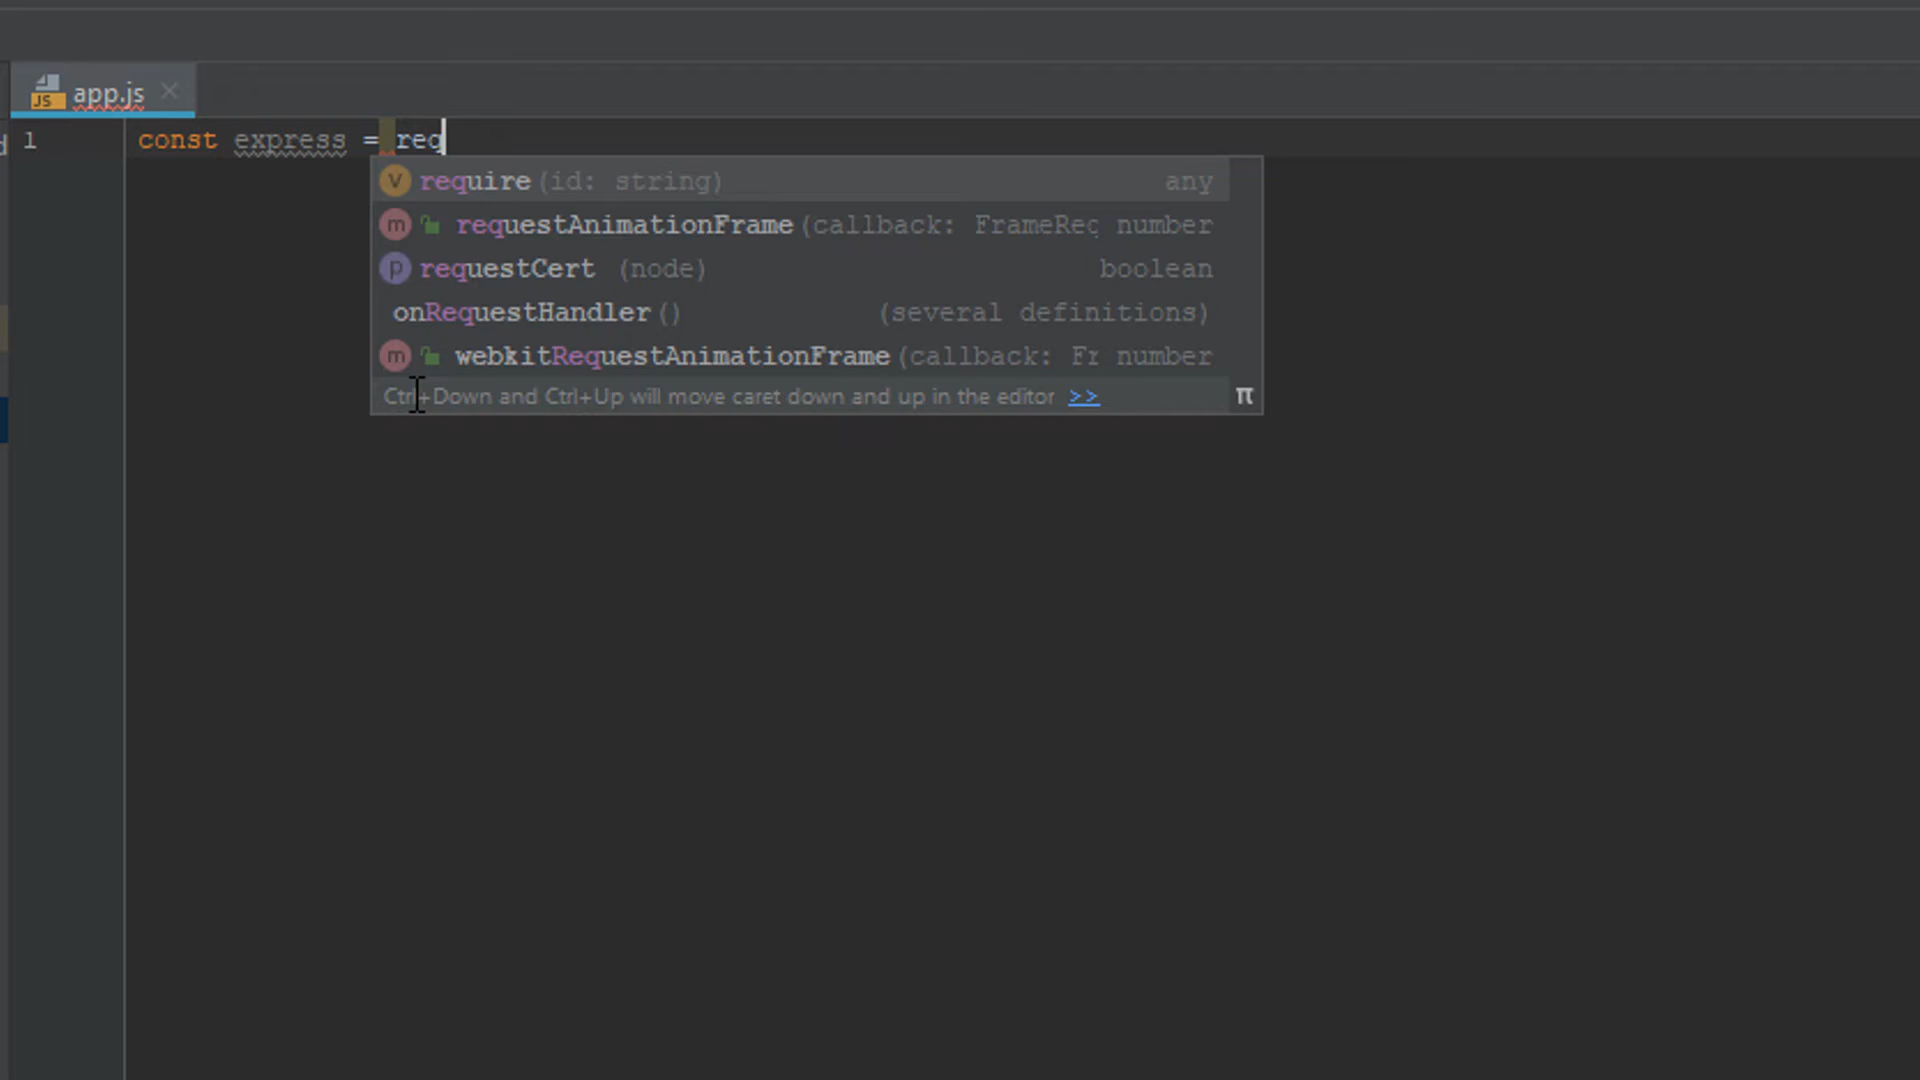 JS app.js
1 const express = req
v require(id: string) any
m requestAnimationFrame(callback: FrameReq number
p requestCert (node) boolean
onRequestHandler() (several definitions)
m webkitRequestAnimationFrame(callback: Fr number
Ctrl+Down and Ctrl+Up will move caret down and up in the editor >> π